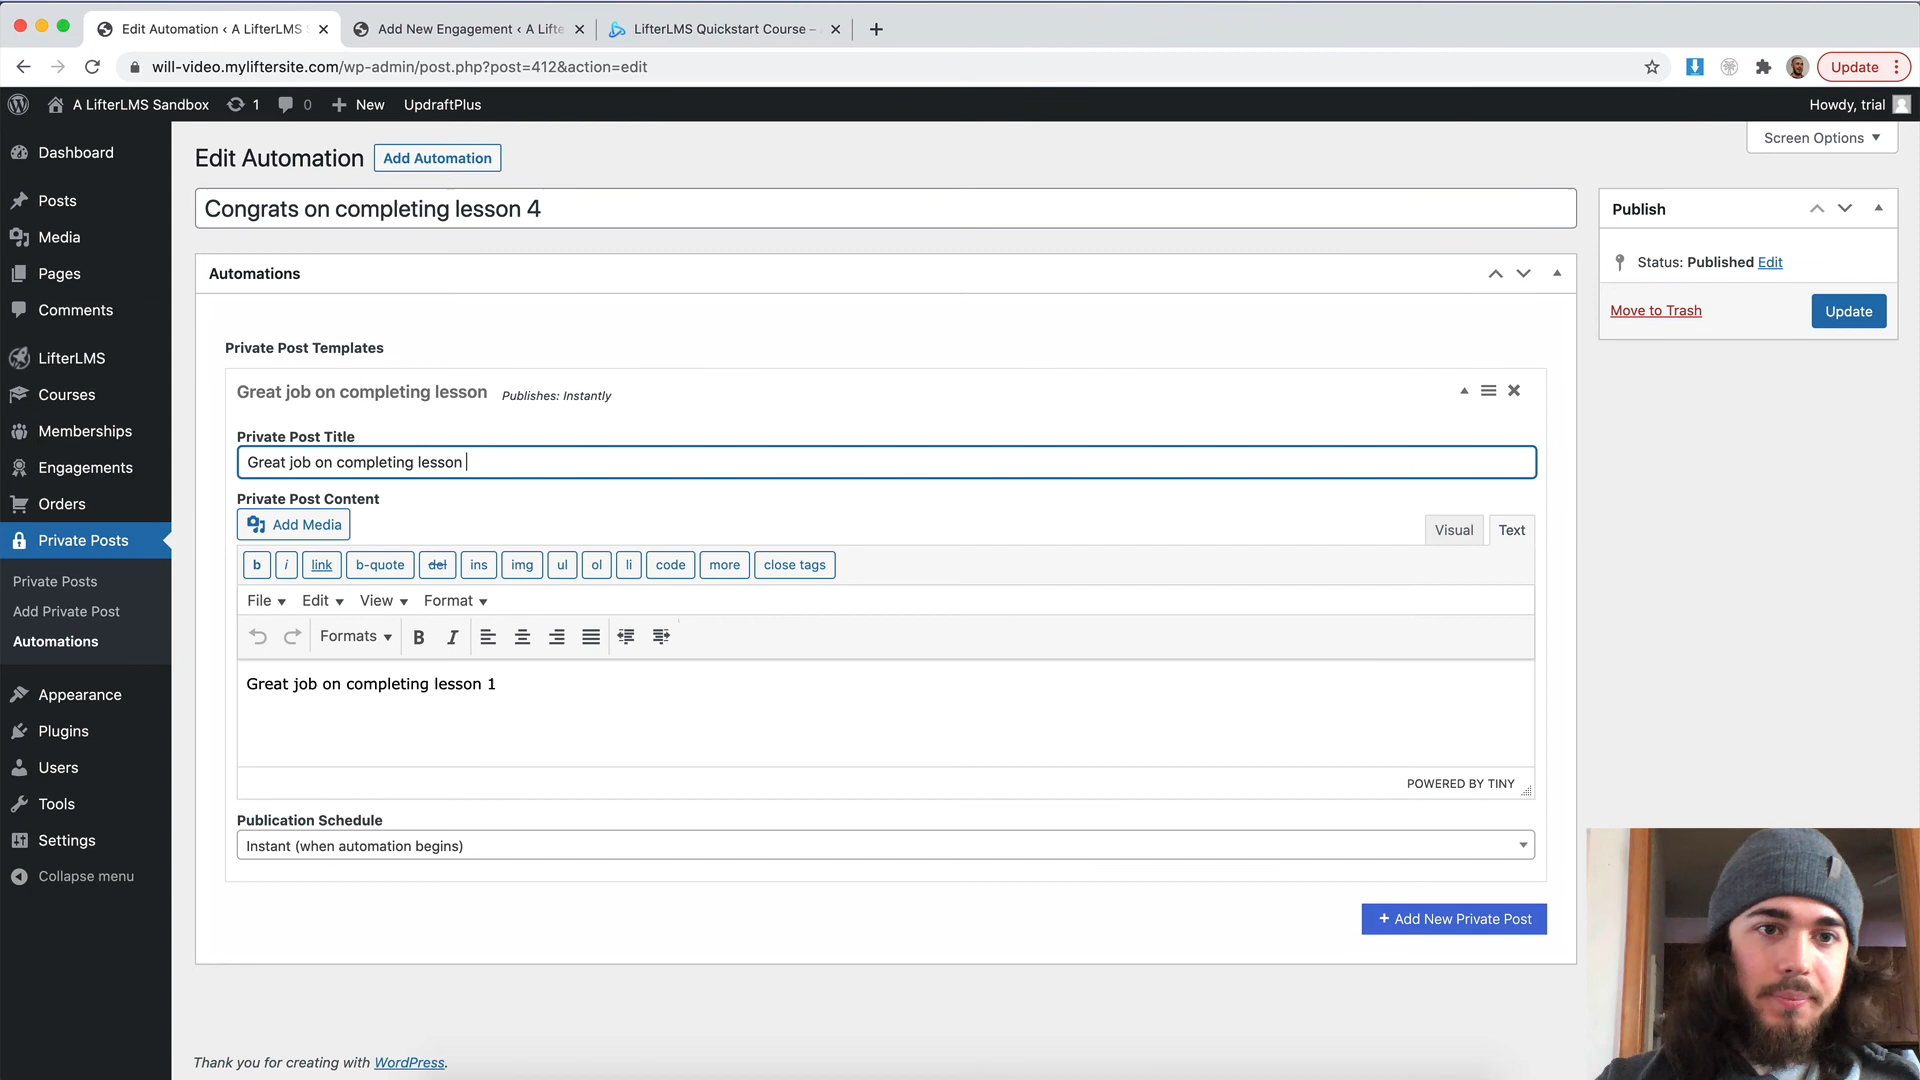 Edit Automation ‹ A LifterLMS S
Add New Engagement ‹ A Lifte
LifterLMS Quickstart Course –
will-video.myliftersite.com/wp-admin/post.php?post=412&action=edit
Update
A LifterLMS Sandbox
1
0
New
UpdraftPlus
Howdy, trial
Screen Options
Dashboard
Posts
Media
Pages
Comments
LifterLMS
Courses
Memberships
Engagements
Orders
Private Posts
Private Posts
Add Private Post
Automations
Appearance
Plugins
Users
Tools
Settings
Collapse menu
Edit Automation
Add Automation
Congrats on completing lesson 4
Automations
Private Post Templates
Great job on completing lesson Publishes: Instantly
Private Post Title
Great job on completing lesson
Private Post Content
Add Media
Visual
Text
b
i
link
b-quote
del
ins
img
ul
ol
li
code
more
close tags
File
Edit
View
Format
Formats
B
I
Great job on completing lesson 1
POWERED BY TINY
Publication Schedule
Instant (when automation begins)
+ Add New Private Post
Publish
Status: Published Edit
Move to Trash
Update
Thank you for creating with WordPress.